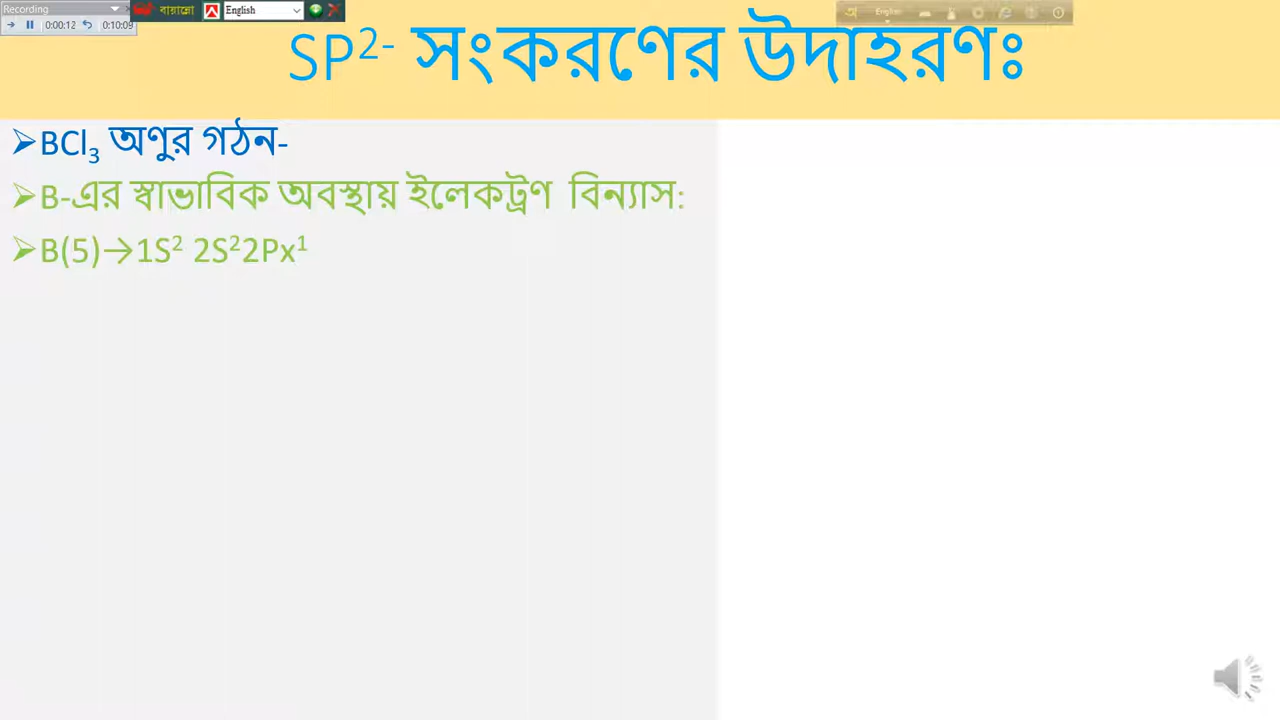 Recording
0:00:12 0:10:09
বায়ান্নো English
English
SP²⁻ সংকরণের উদাহরণঃ
➢BCl₃ অণুর গঠন-
➢B-এর স্বাভাবিক অবস্থায় ইলেকট্রণ বিন্যাস:
➢B(5)→1S² 2S²2Px¹